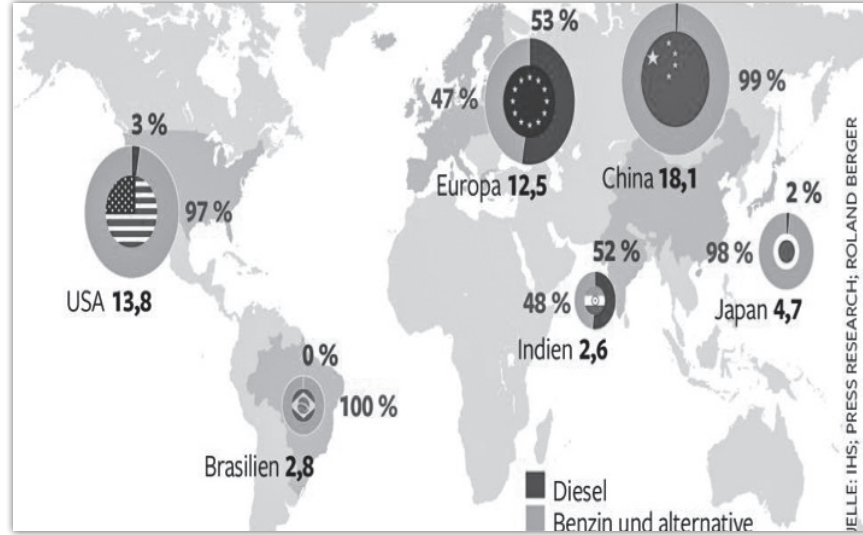 53 %
47 %
Europa 12,5
99 %
China 18,1
3 %
97 %
USA 13,8
2 %
98 %
Japan 4,7
52 %
48 %
Indien 2,6
0 %
100 %
Brasilien 2,8
Diesel
Benzin und alternative
UELLE: IHS; PRESS RESEARCH; ROLAND BERGER